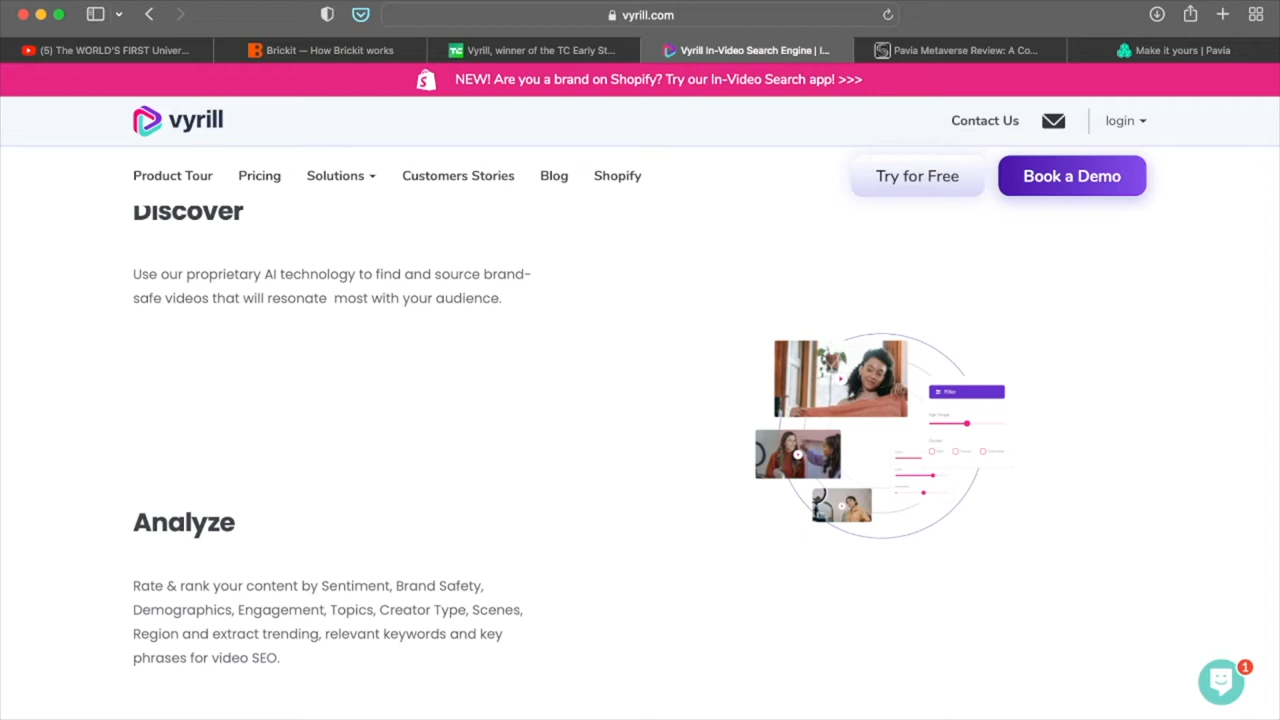 vyrill.com
(5) The WORLD'S FIRST Univer...
Brickit — How Brickit works
Vyrill, winner of the TC Early St...
Vyrill In-Video Search Engine | I...
Pavia Metaverse Review: A Co...
Make it yours | Pavia
NEW! Are you a brand on Shopify? Try our In-Video Search app! >>>
vyrill
Contact Us
login
Product Tour
Pricing
Solutions
Customers Stories
Blog
Shopify
Try for Free
Book a Demo
Discover
Use our proprietary AI technology to find and source brand-
safe videos that will resonate most with your audience.
Filter
Age Range
Gender
Analyze
Rate & rank your content by Sentiment, Brand Safety,
Demographics, Engagement, Topics, Creator Type, Scenes,
Region and extract trending, relevant keywords and key
phrases for video SEO.
1